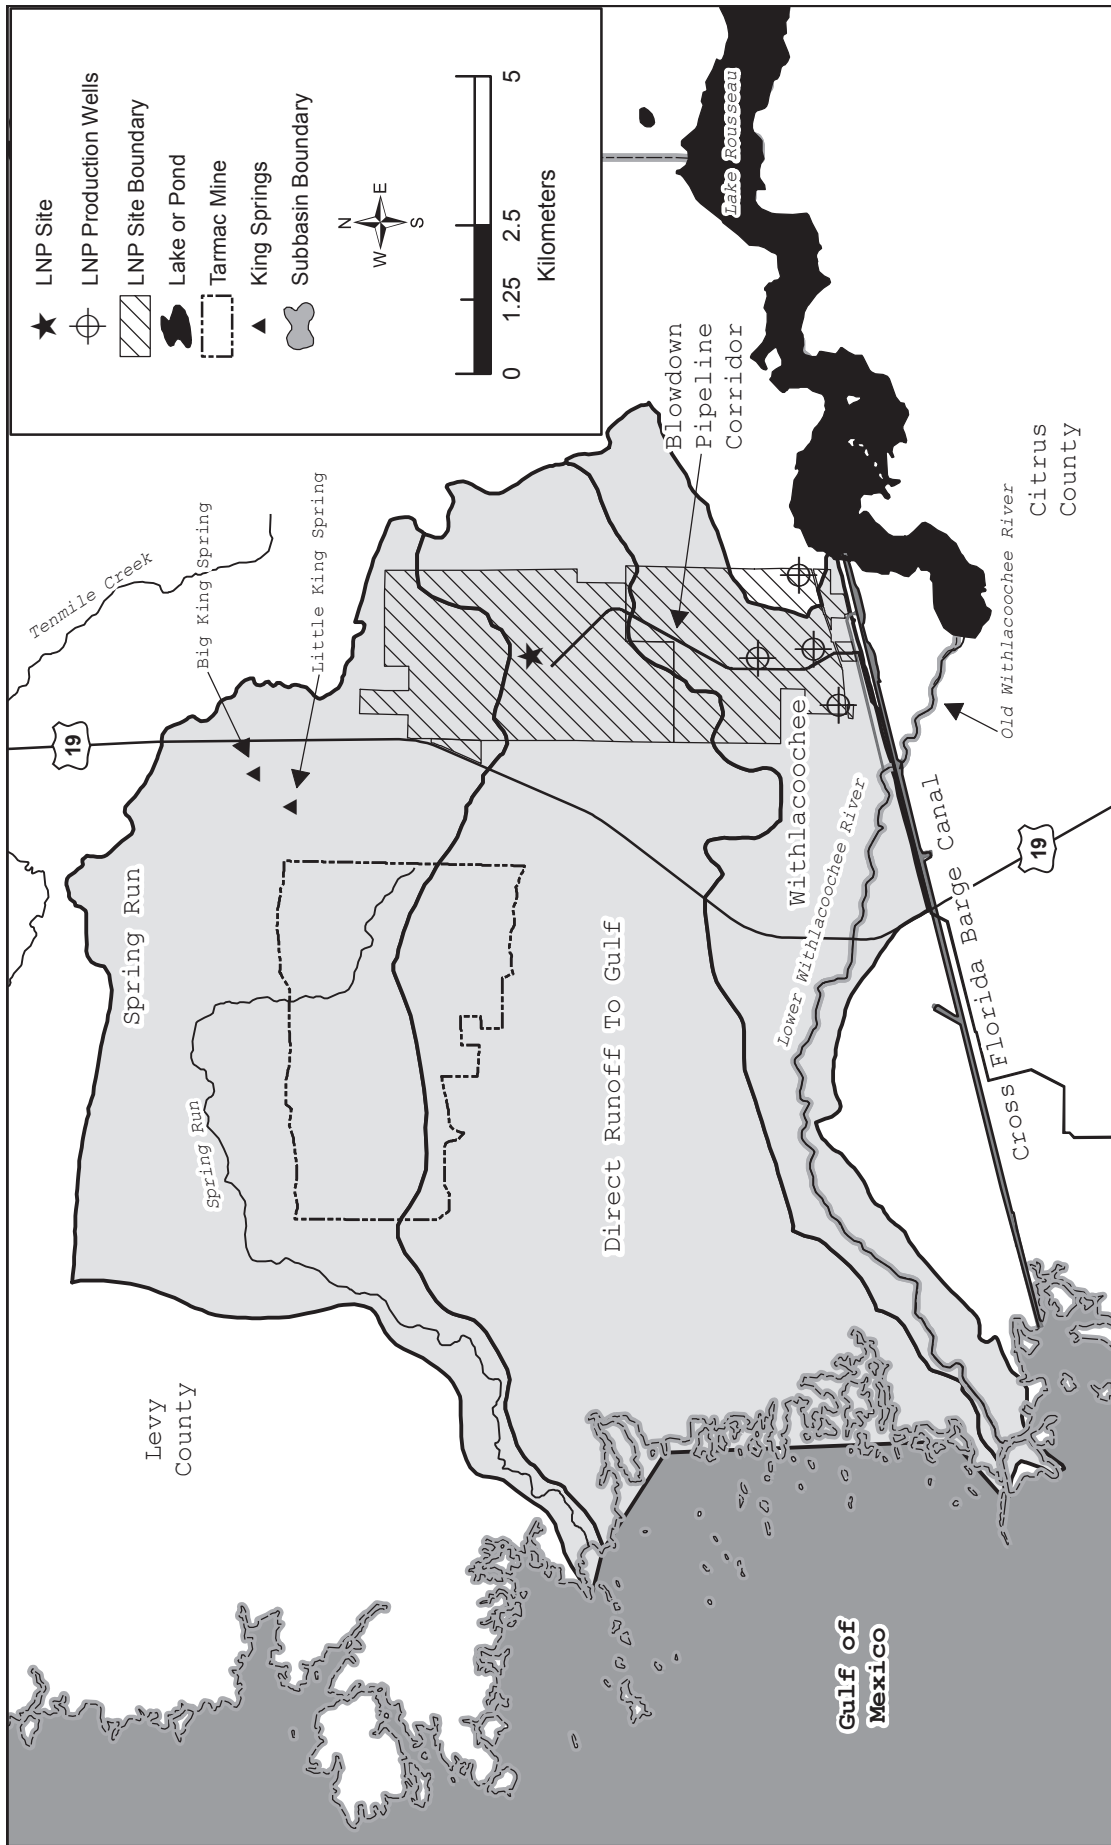 LNP Site
LNP Production Wells
LNP Site Boundary
Lake or Pond
Tarmac Mine
King Springs
Subbasin Boundary
N
W
E
S
0
1.25
2.5
5
Kilometers
Levy
County
Tenmile Creek
19
Big King Spring
Little King Spring
Spring Run
Spring Run
Direct Runoff To Gulf
Blowdown
Pipeline
Corridor
Lake Rousseau
Withlacoochee
Lower Withlacoochee River
Old Withlacoochee River
Citrus
County
Cross Florida Barge Canal
19
Gulf of
Mexico